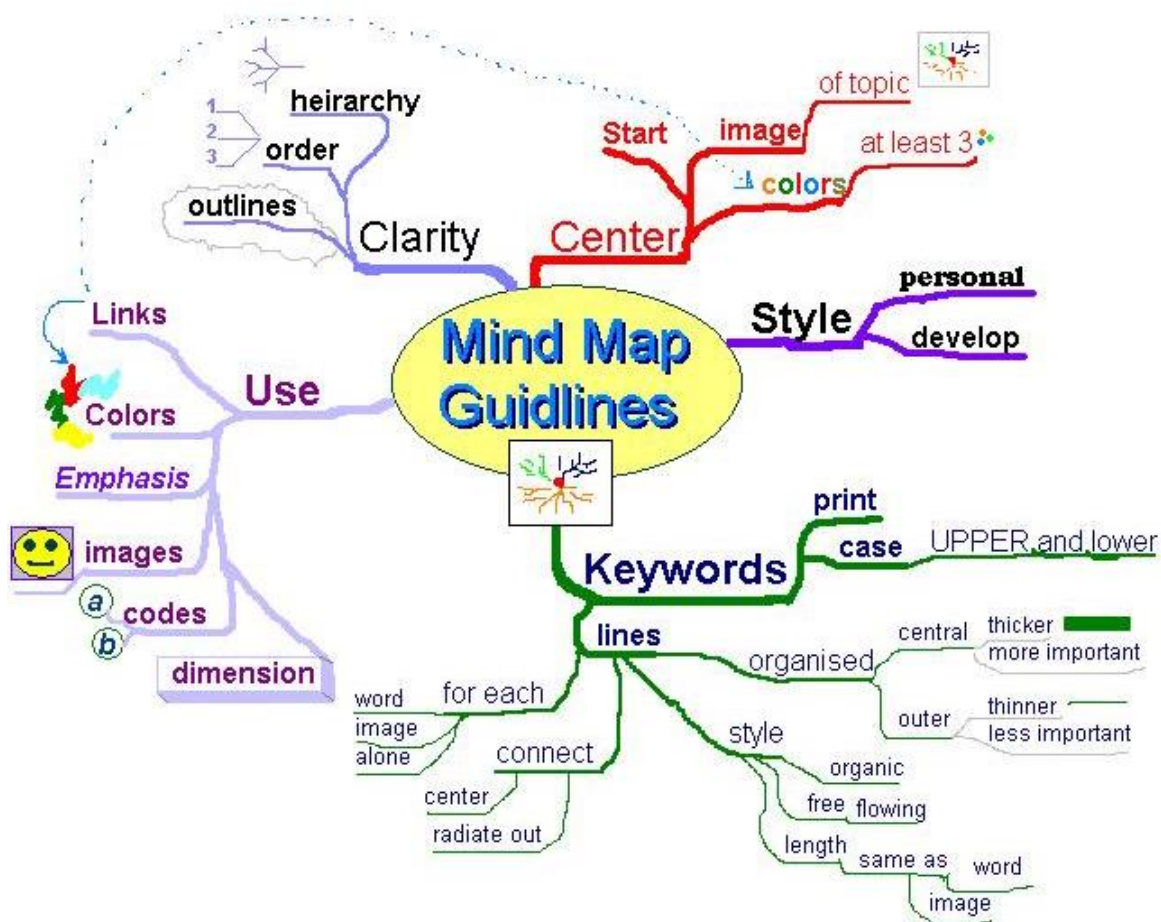 Mind Map
Guidlines
Center
Start
image
of topic
colors
at least 3
Style
personal
develop
Keywords
print
case
UPPER and lower
lines
organised
central
thicker
more important
outer
thinner
less important
style
organic
free
flowing
length
same as
word
image
connect
center
radiate out
for each
word
image
alone
Use
Links
Colors
Emphasis
images
codes
a
b
dimension
Clarity
heirarchy
order
1
2
3
outlines